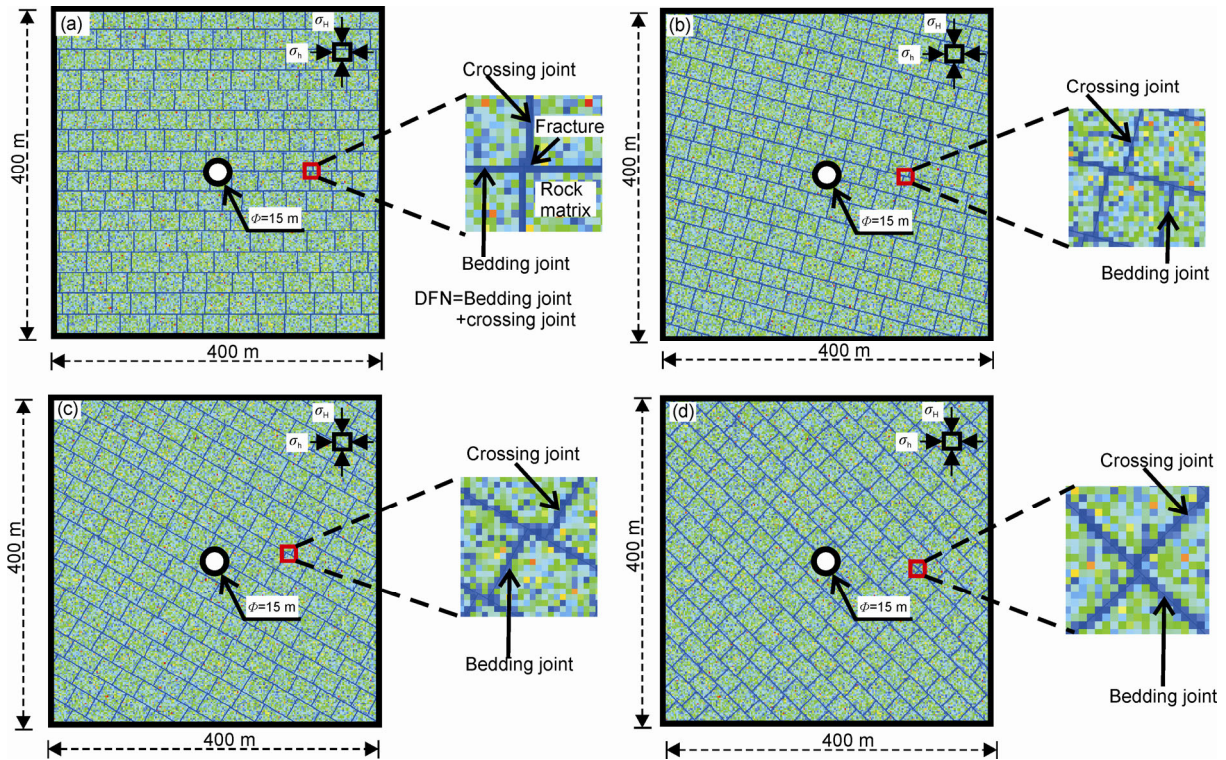 (a)
σH
σh
400 m
Φ=15 m
400 m
Crossing joint
Fracture
Rock
matrix
Bedding joint
DFN=Bedding joint
+crossing joint
(b)
σH
σh
400 m
Φ=15 m
400 m
Crossing joint
Bedding joint
(c)
σH
σh
400 m
Φ=15 m
400 m
Crossing joint
Bedding joint
(d)
σH
σh
400 m
Φ=15 m
400 m
Crossing joint
Bedding joint